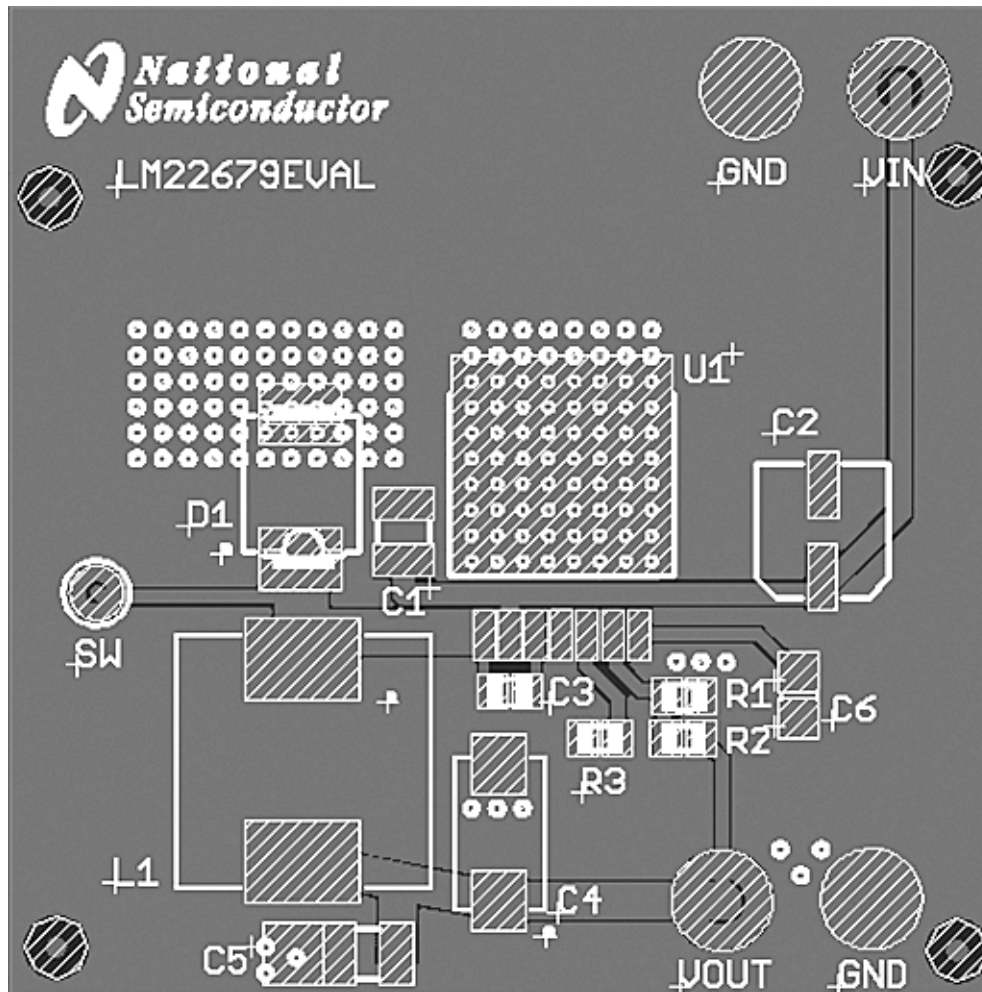 National
Semiconductor
LM22679EVAL
GND
VIN
U1
C2
D1
C1
SW
C3
R1
C6
R2
R3
L1
C4
C5
VOUT
GND